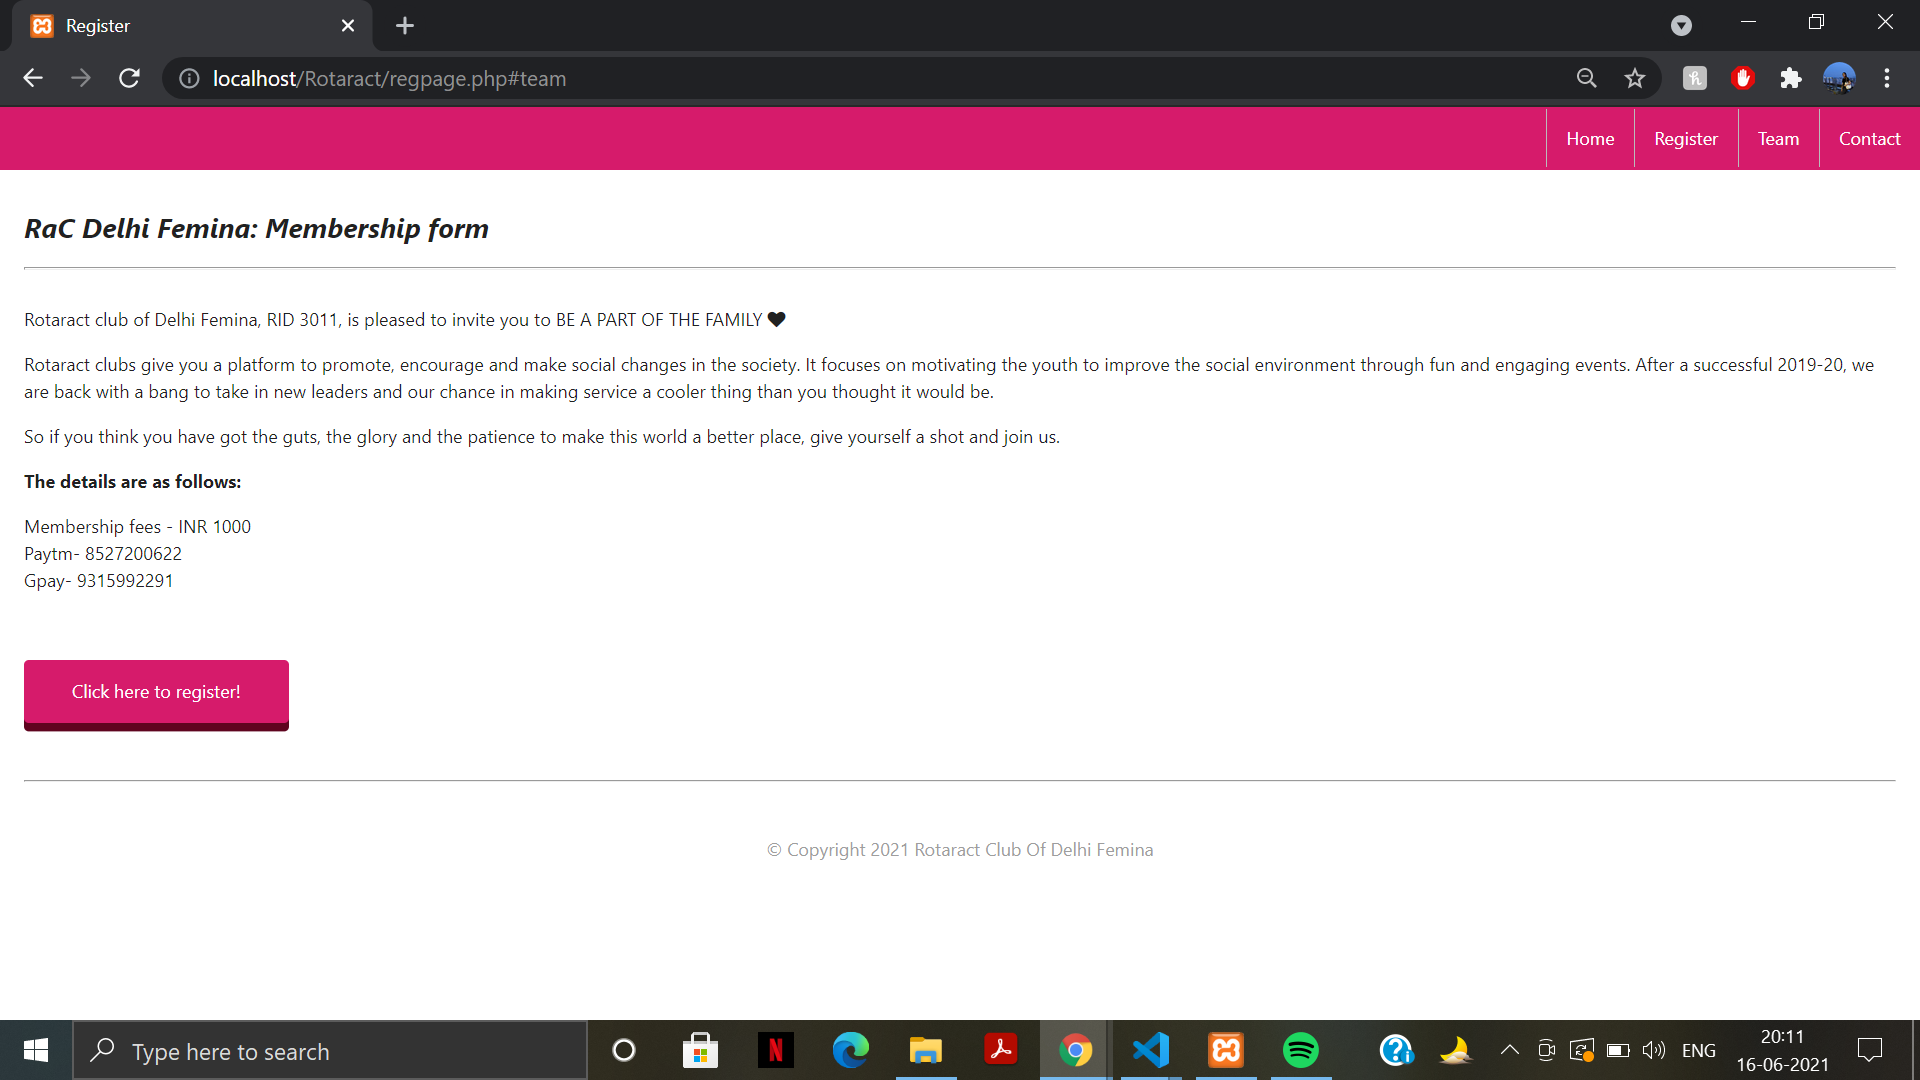 Register
localhost/Rotaract/regpage.php#team
Home
Register
Team
Contact
RaC Delhi Femina: Membership form
Rotaract club of Delhi Femina, RID 3011, is pleased to invite you to BE A PART OF THE FAMILY ♥
Rotaract clubs give you a platform to promote, encourage and make social changes in the society. It focuses on motivating the youth to improve the social environment through fun and engaging events. After a successful 2019-20, we
are back with a bang to take in new leaders and our chance in making service a cooler thing than you thought it would be.
So if you think you have got the guts, the glory and the patience to make this world a better place, give yourself a shot and join us.
The details are as follows:
Membership fees - INR 1000
Paytm- 8527200622
Gpay- 9315992291
Click here to register!
© Copyright 2021 Rotaract Club Of Delhi Femina
Type here to search
ENG
20:11
16-06-2021